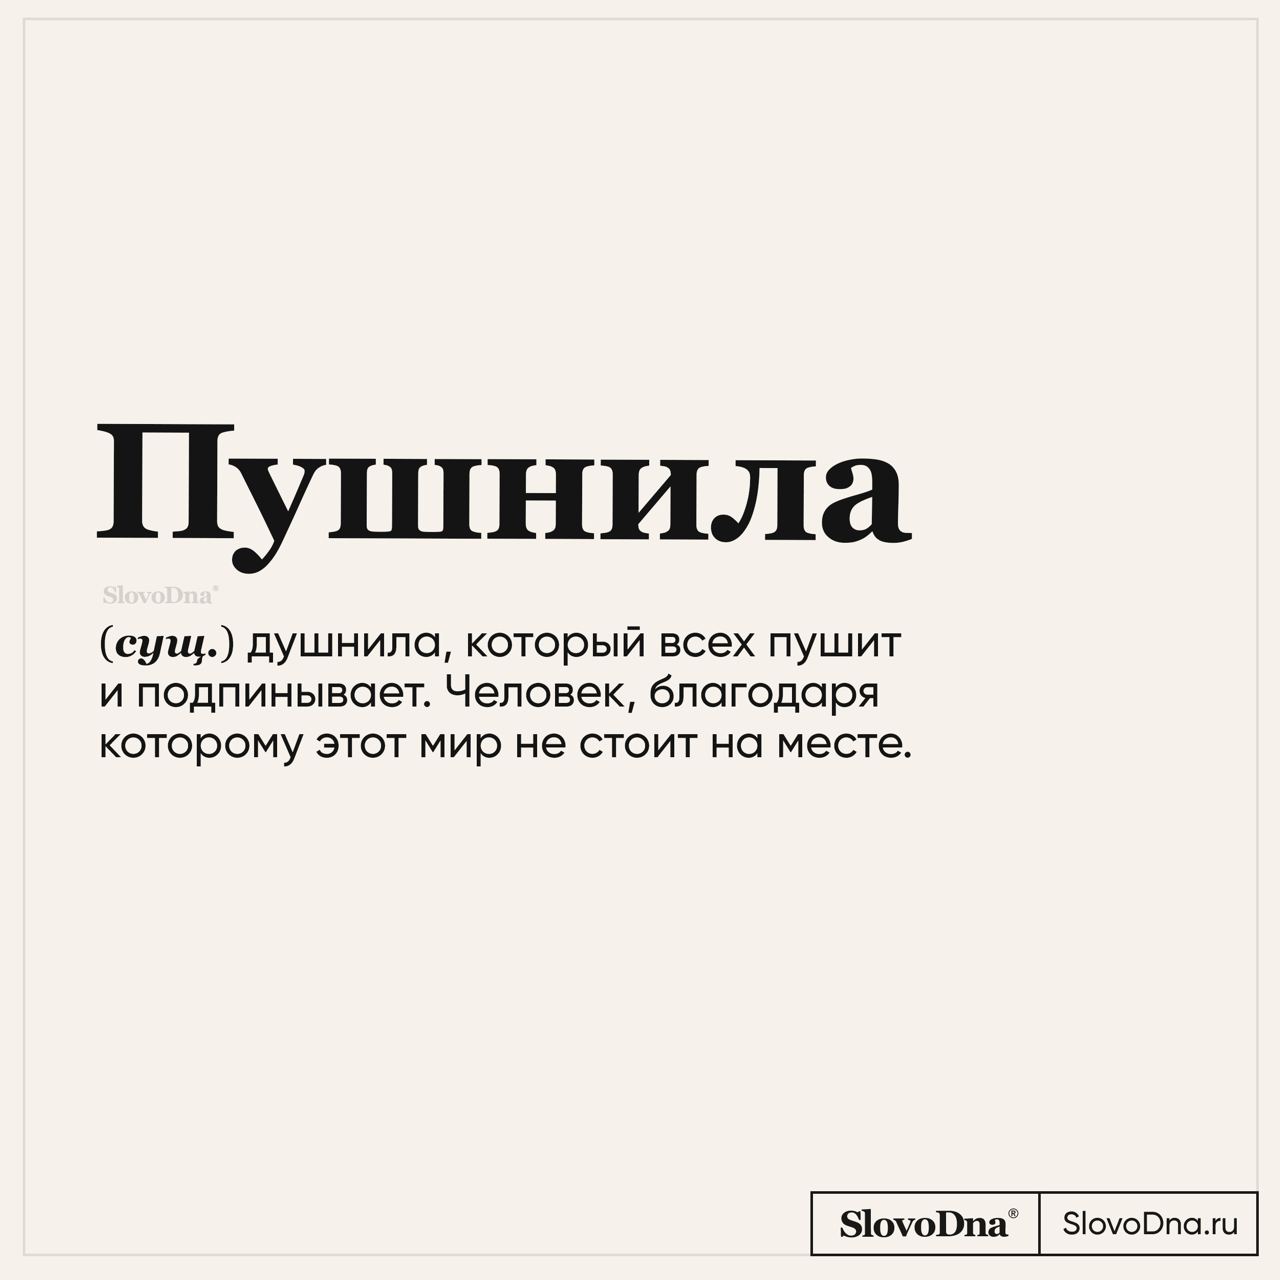 Пушнила
SlovoDna®
(сущ.) душнила, который всех пушит
и подпинывает. Человек, благодаря
которому этот мир не стоит на месте.
SlovoDna® SlovoDna.ru